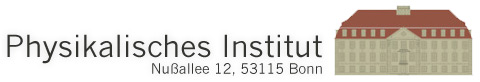 Physikalisches Institut
Nußallee 12, 53115 Bonn